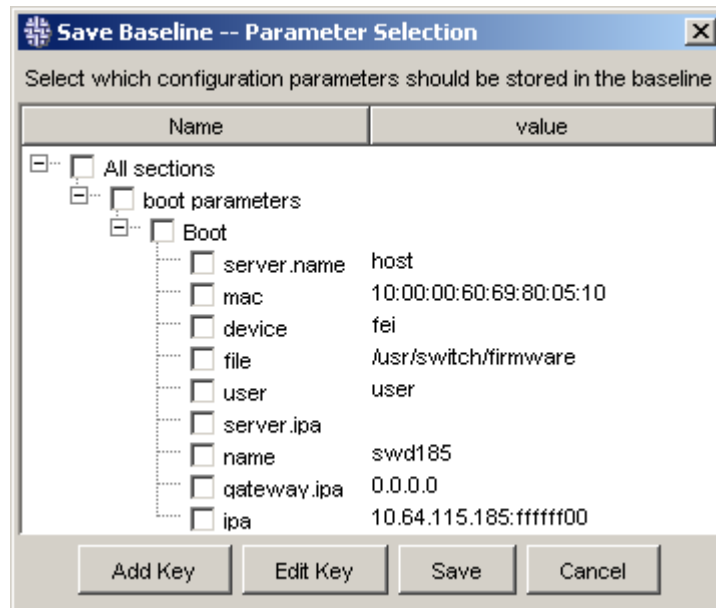 Save Baseline -- Parameter Selection
Select which configuration parameters should be stored in the baseline
Name value
All sections
boot parameters
Boot
server.name host
mac 10:00:00:60:69:80:05:10
device fei
file /usr/switch/firmware
user user
server.ipa
name swd185
gateway.ipa 0.0.0.0
ipa 10.64.115.185:ffffff00
Add Key Edit Key Save Cancel